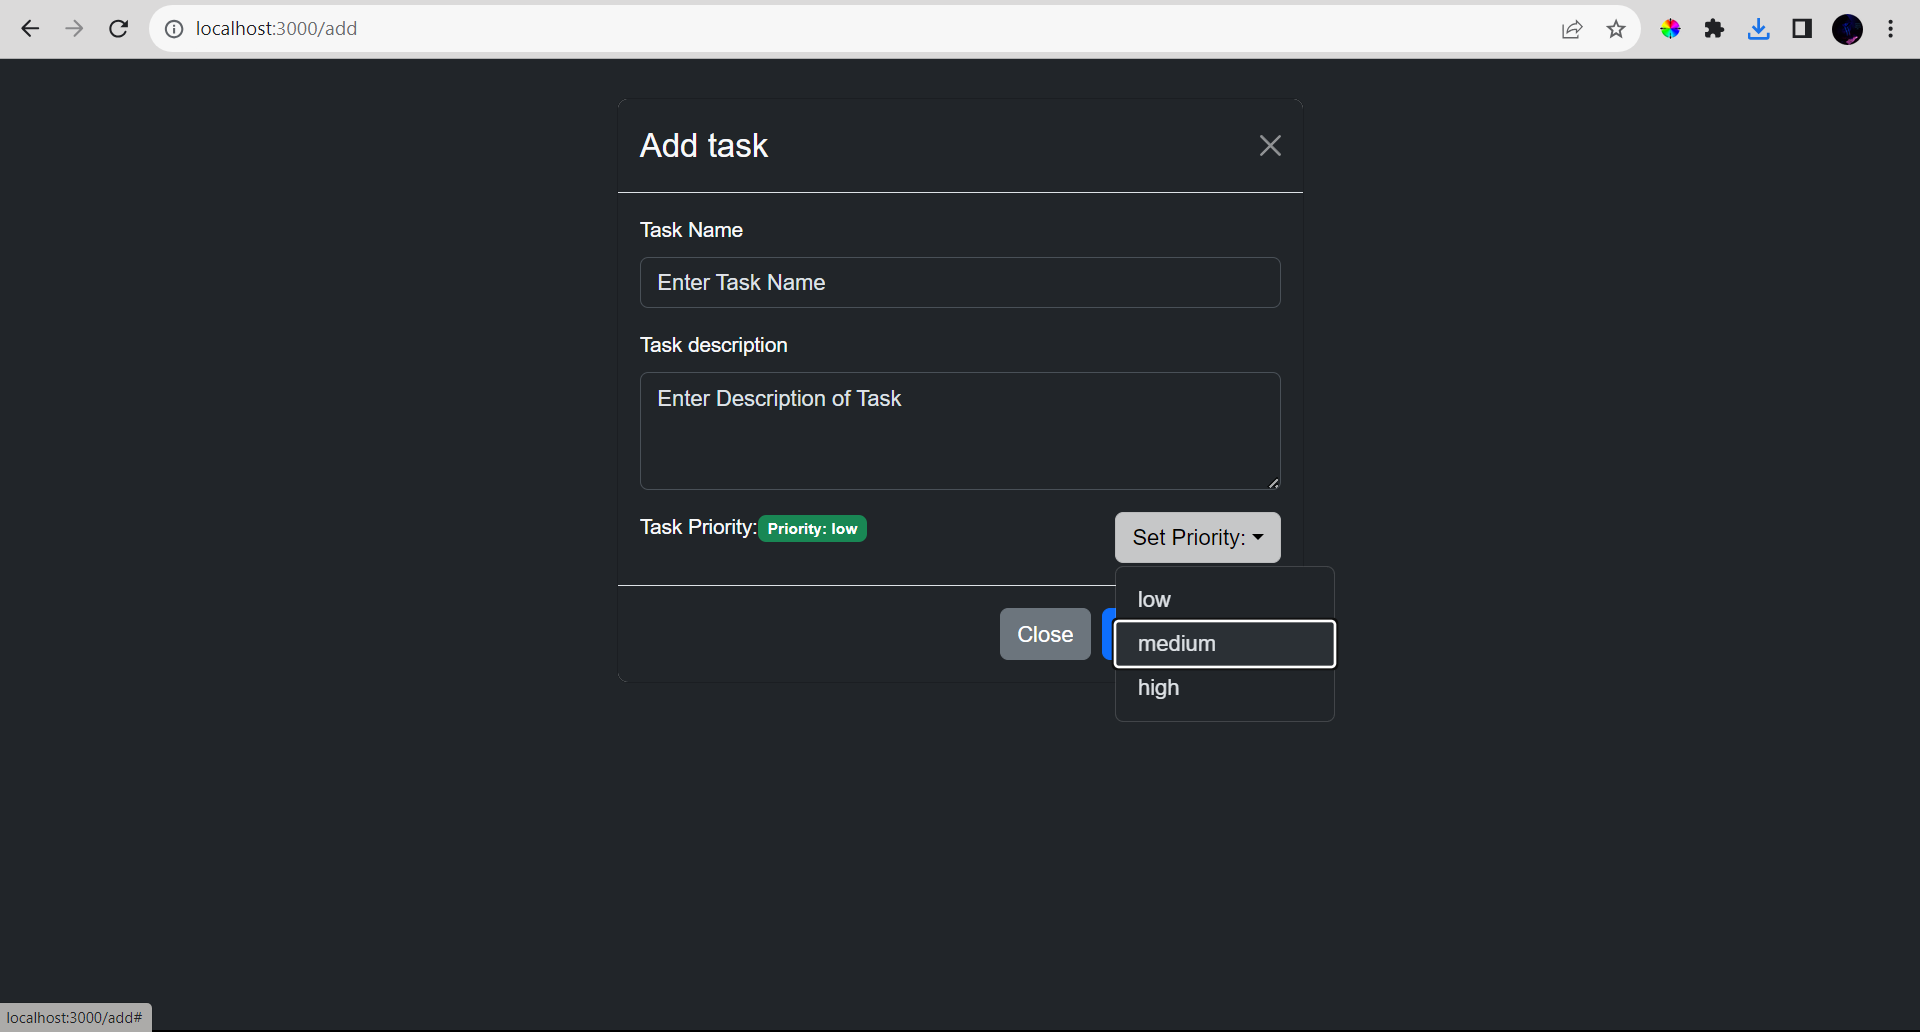 localhost:3000/add
Add task
Task Name
Enter Task Name
Task description
Enter Description of Task
Task Priority: Priority: low
Set Priority:
low
medium
high
Close
localhost:3000/add#